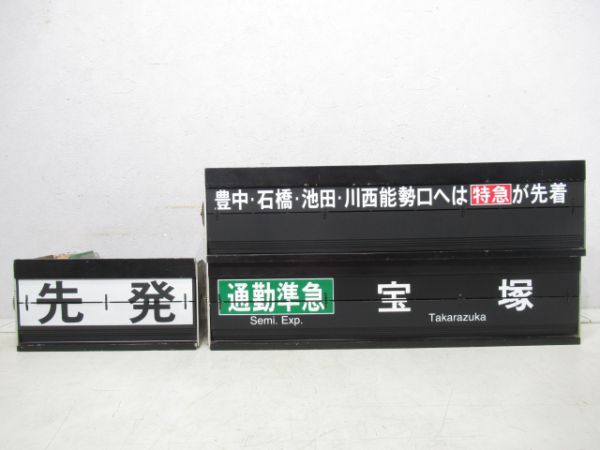 豊中・石橋・池田・川西能勢口へは 特急 が先着
先発
通勤準急 宝塚
Semi. Exp. Takarazuka